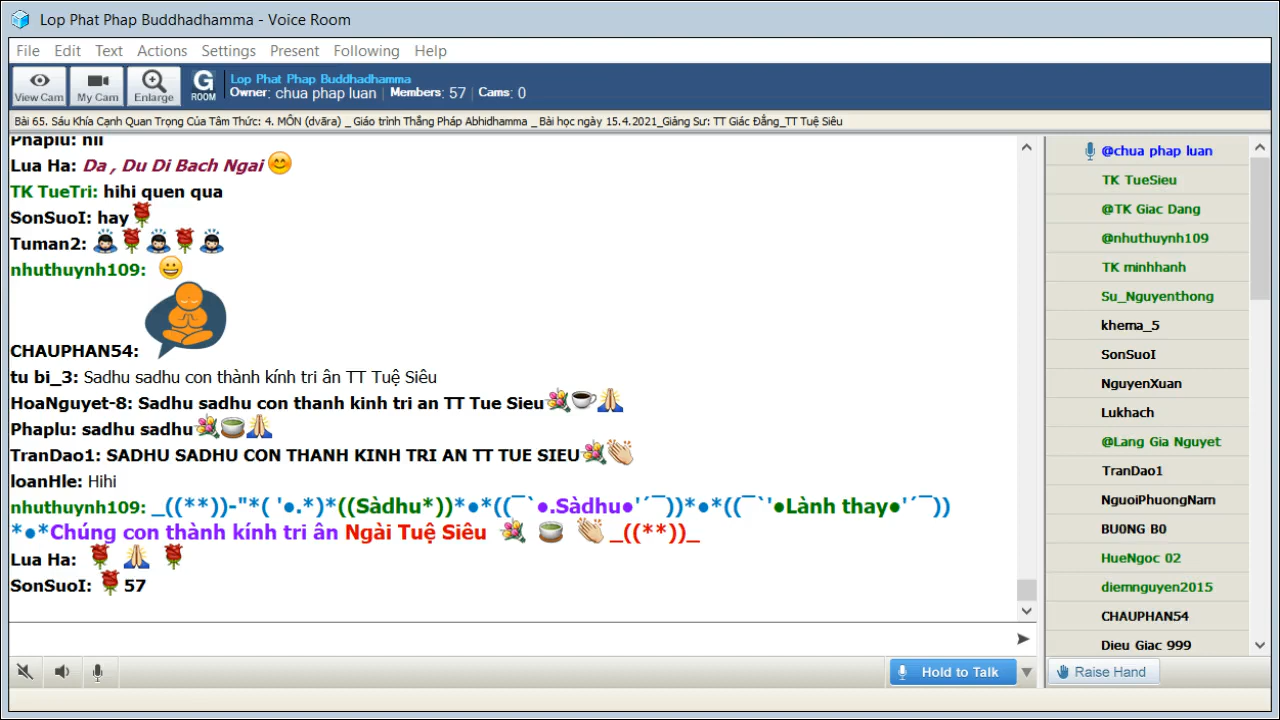 Lop Phat Phap Buddhadhamma - Voice Room
File Edit Text Actions Settings Present Following Help
View Cam My Cam Enlarge G ROOM
Lop Phat Phap Buddhadhamma
Owner: chua phap luan | Members: 57 | Cams: 0
Bài 65. Sáu Khía Cạnh Quan Trọng Của Tâm Thức: 4. MÔN (dvāra) _ Giáo trình Thắng Pháp Abhidhamma _ Bài học ngày 15.4.2021_Giảng Sư: TT Giác Đẳng_TT Tuệ Siêu
Phaplu: hii
Lua Ha: Da , Du Di Bach Ngai 😊
TK TueTri: hihi quen qua
SonSuoI: hay🌹
Tuman2: 🙇🌹🙇🌹🙇
nhuthuynh109: 😀
CHAUPHAN54:
tu bi_3: Sadhu sadhu con thành kính tri ân TT Tuệ Siêu
HoaNguyet-8: Sadhu sadhu con thanh kinh tri an TT Tue Sieu💐☕🙏
Phaplu: sadhu sadhu💐🍵🙏
TranDao1: SADHU SADHU CON THANH KINH TRI AN TT TUE SIEU💐👏
loanHle: Hihi
nhuthuynh109: _((**))-"*( '●.*)*((Sàdhu*))*●*((¯`●.Sàdhu●'´¯))*●*((¯`'●Lành thay●'´¯))
*●*Chúng con thành kính tri ân Ngài Tuệ Siêu 💐 🍵 👏 _((**))_
Lua Ha: 🌹 🙏 🌹
SonSuoI: 🌹57
@chua phap luan
TK TueSieu
@TK Giac Dang
@nhuthuynh109
TK minhhanh
Su_Nguyenthong
khema_5
SonSuoI
NguyenXuan
Lukhach
@Lang Gia Nguyet
TranDao1
NguoiPhuongNam
BU0NG B0
HueNgoc 02
diemnguyen2015
CHAUPHAN54
Dieu Giac 999
Hold to Talk
Raise Hand